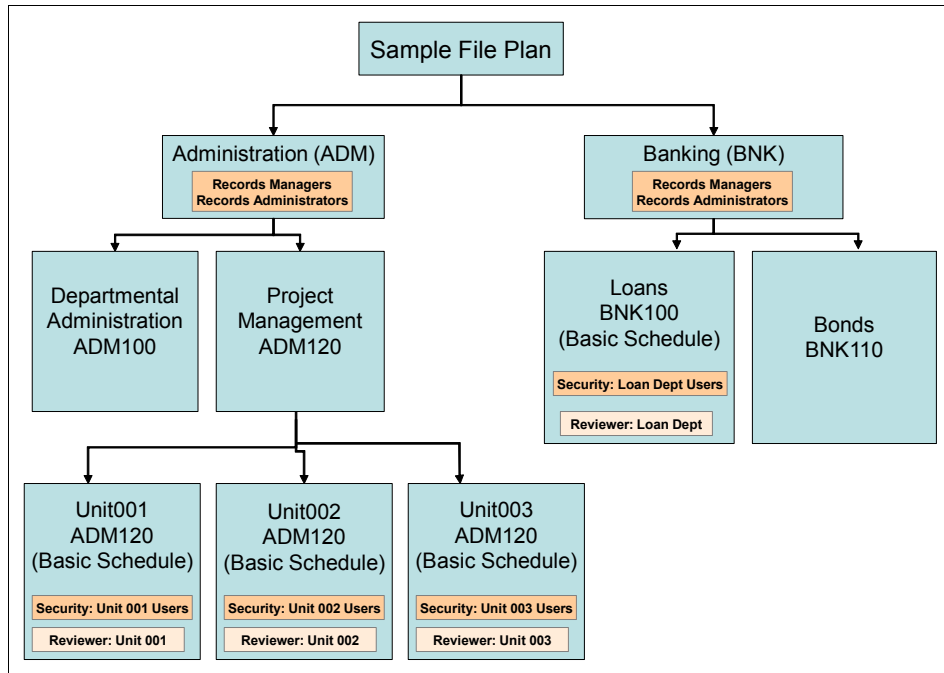 Sample File Plan
Administration (ADM)
Records Managers
Records Administrators
Banking (BNK)
Records Managers
Records Administrators
Departmental
Administration
ADM100
Project
Management
ADM120
Loans
BNK100
(Basic Schedule)
Security: Loan Dept Users
Reviewer: Loan Dept
Bonds
BNK110
Unit001
ADM120
(Basic Schedule)
Security: Unit 001 Users
Reviewer: Unit 001
Unit002
ADM120
(Basic Schedule)
Security: Unit 002 Users
Reviewer: Unit 002
Unit003
ADM120
(Basic Schedule)
Security: Unit 003 Users
Reviewer: Unit 003